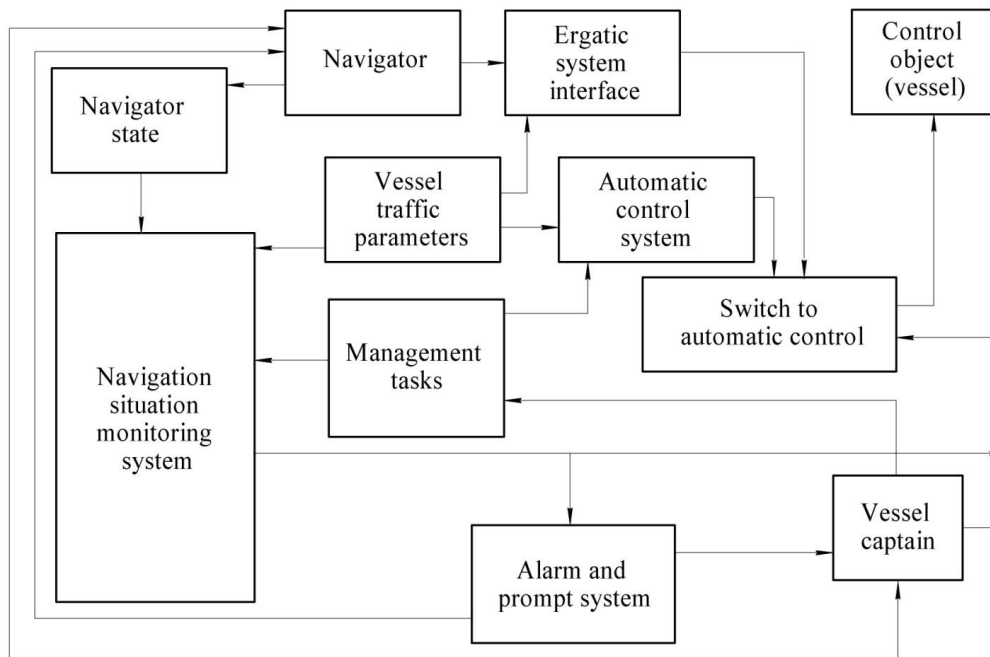 Navigator
Ergatic
system
interface
Control
object
(vessel)
Navigator
state
Vessel
traffic
parameters
Automatic
control
system
Switch to
automatic control
Management
tasks
Navigation
situation
monitoring
system
Vessel
captain
Alarm and
prompt system